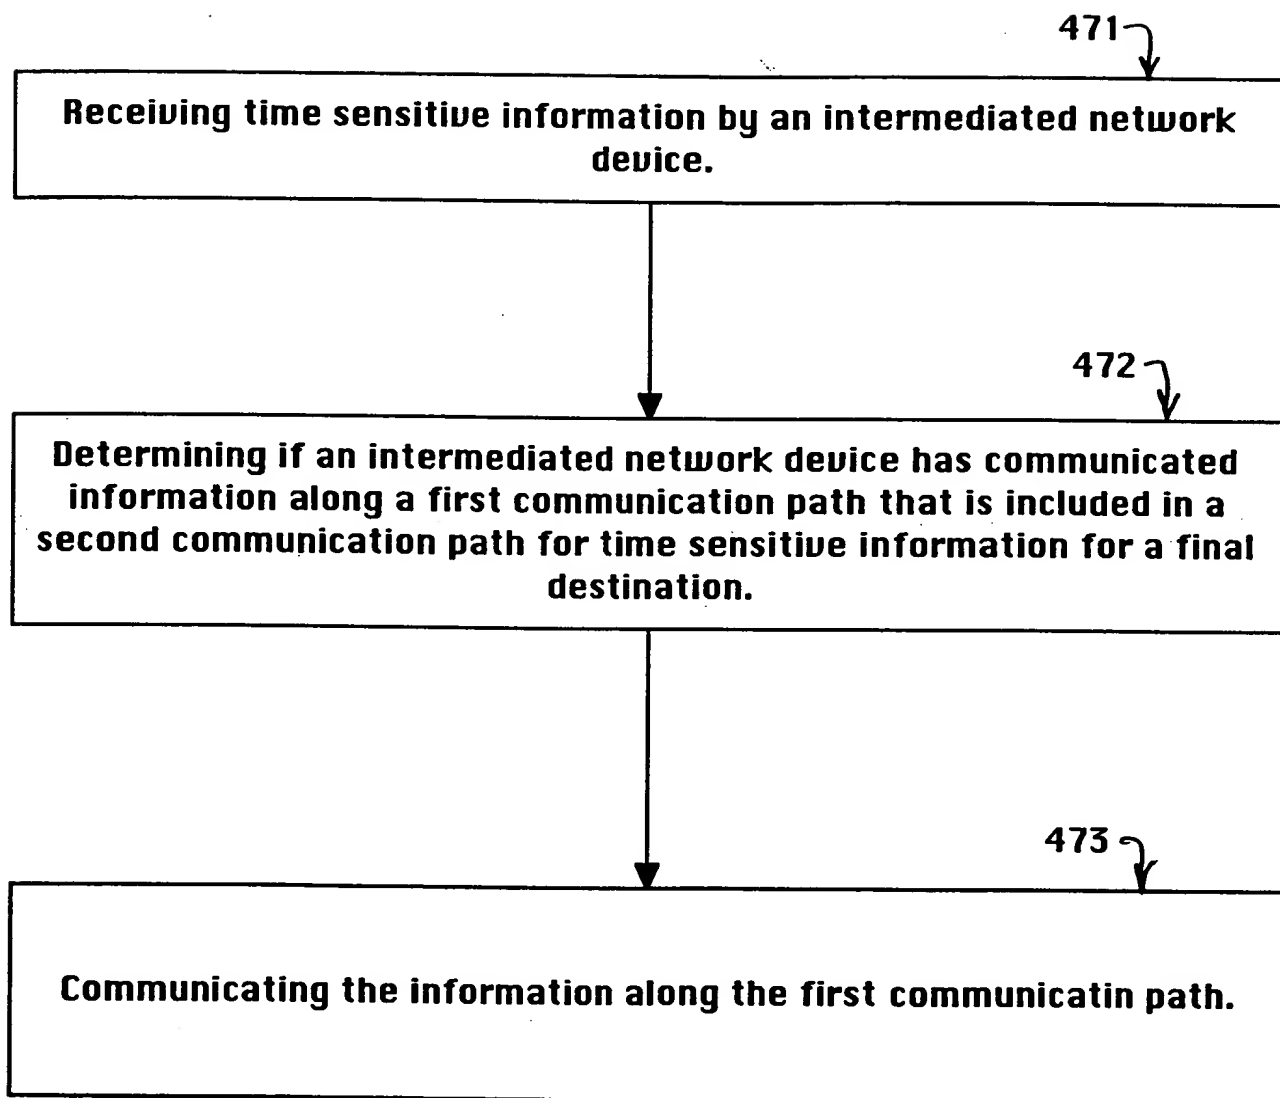 471
Receiving time sensitive information by an intermediated network
device.
472
Determining if an intermediated network device has communicated
information along a first communication path that is included in a
second communication path for time sensitive information for a final
destination.
473
Communicating the information along the first communicatin path.